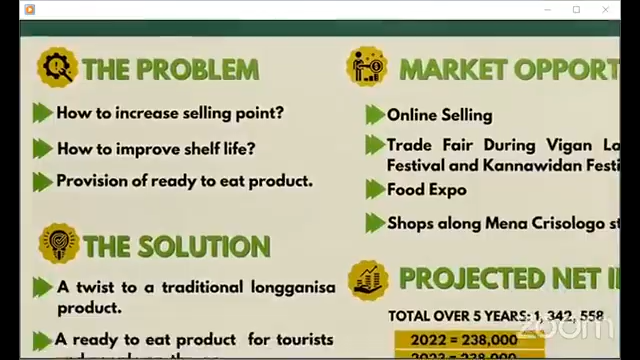 THE PROBLEM
How to increase selling point?
How to improve shelf life?
Provision of ready to eat product.
THE SOLUTION
A twist to a traditional longganisa
product.
A ready to eat product for tourists
MARKET OPPORT
Online Selling
Trade Fair During Vigan Lo
Festival and Kannawidan Festi
Food Expo
Shops along Mena Crisologo st
PROJECTED NET I
TOTAL OVER 5 YEARS: 1, 342, 558
2022 = 238,000
zoom